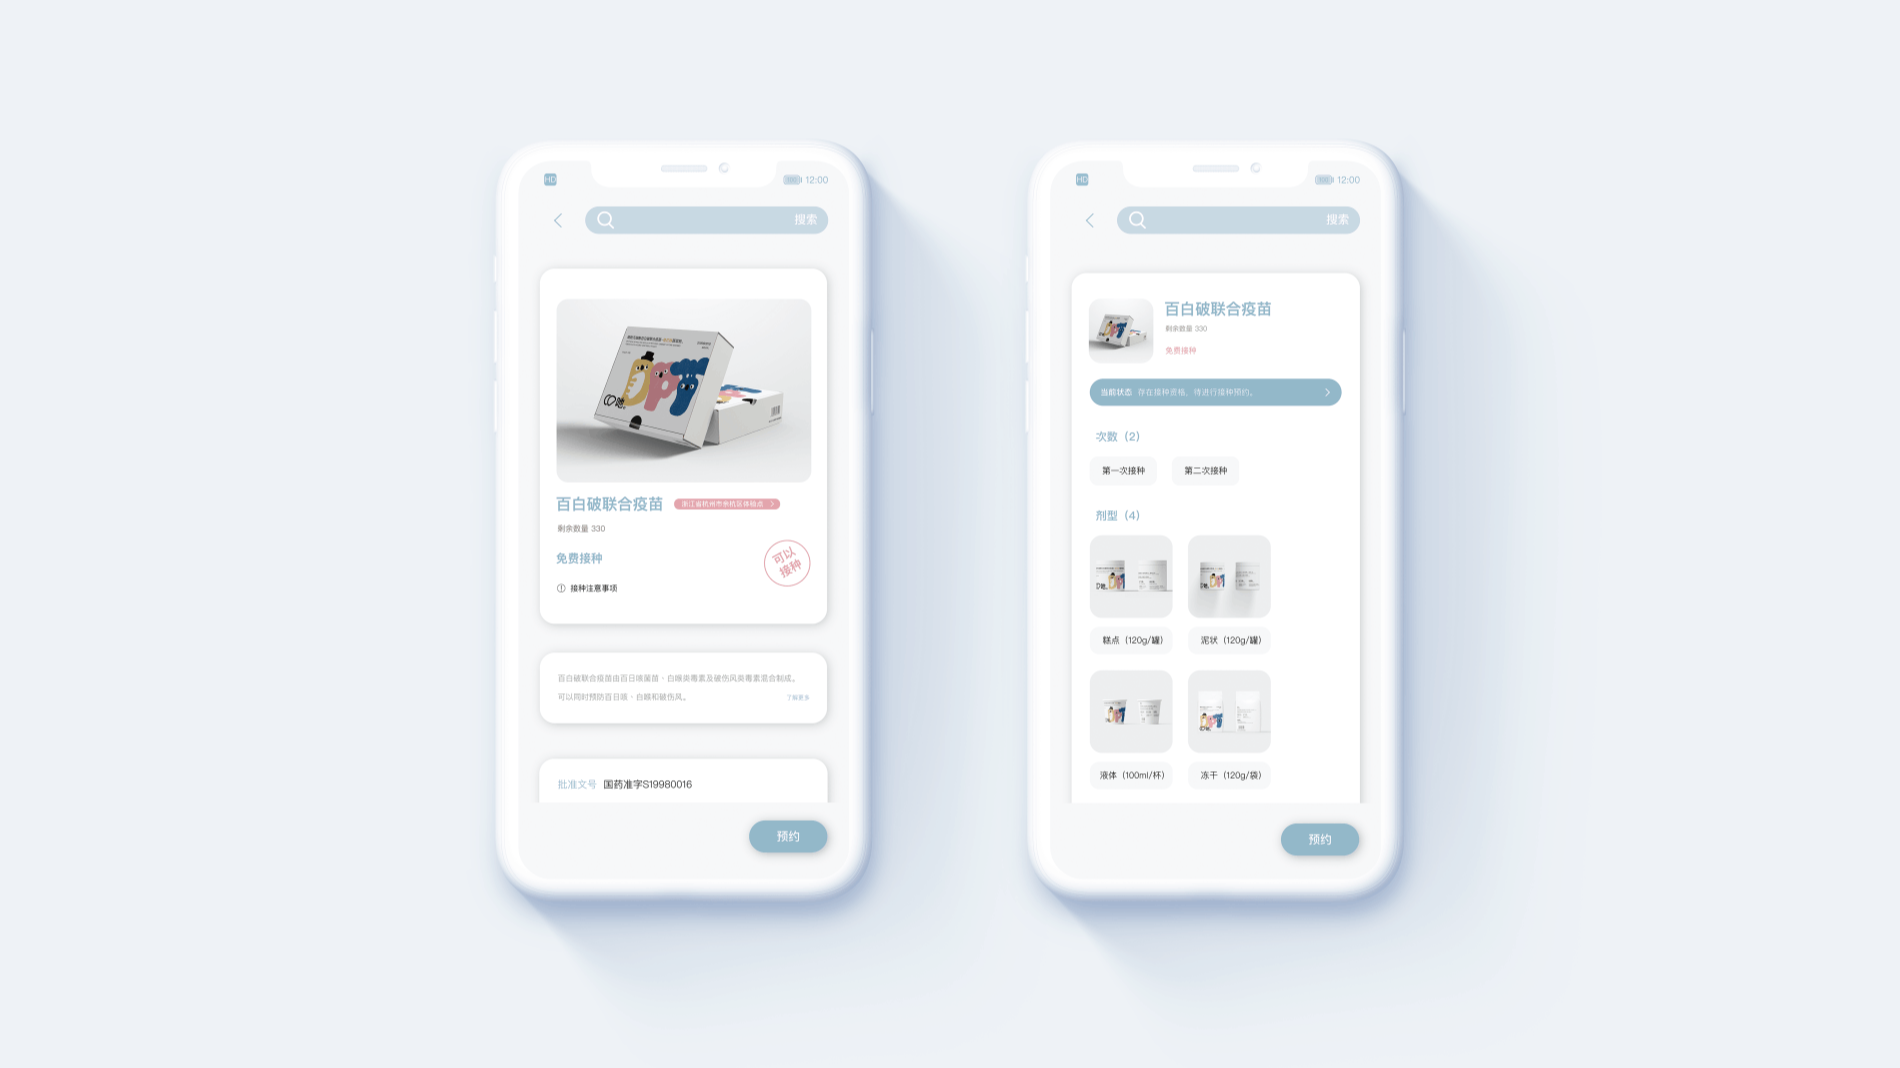 HD
12:00
搜索
DPT
百白破联合疫苗
浙江省杭州市余杭区体验点
剩余数量 330
免费接种
可以
接种
接种注意事项
百白破联合疫苗由百日咳菌苗、白喉类毒素及破伤风类毒素混合制成。
可以同时预防百日咳、白喉和破伤风。
了解更多
批准文号 国药准字S19980016
预约
HD
12:00
搜索
百白破联合疫苗
剩余数量 330
免费接种
当前状态 存在接种资格，待进行接种预约。
次数（2）
第一次接种
第二次接种
剂型（4）
糕点（120g/罐）
泥状（120g/罐）
液体（100ml/杯）
冻干（120g/袋）
预约